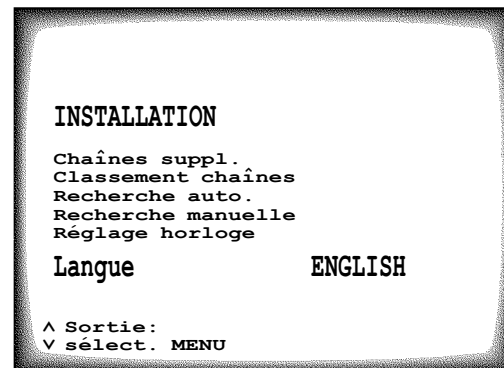 INSTALLATION
Chaînes suppl.
Classement chaînes
Recherche auto.
Recherche manuelle
Réglage horloge
Langue ENGLISH
∧ Sortie:
∨ sélect. MENU